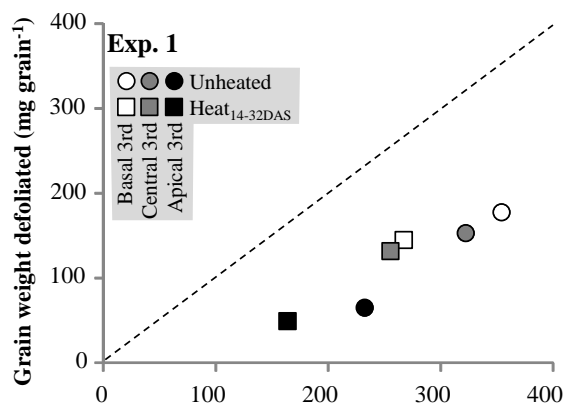 400
Exp. 1
Unheated
Heat14-32DAS
Basal 3rd
Central 3rd
Apical 3rd
300
200
100
0
Grain weight defoliated (mg grain-1)
0 100 200 300 400